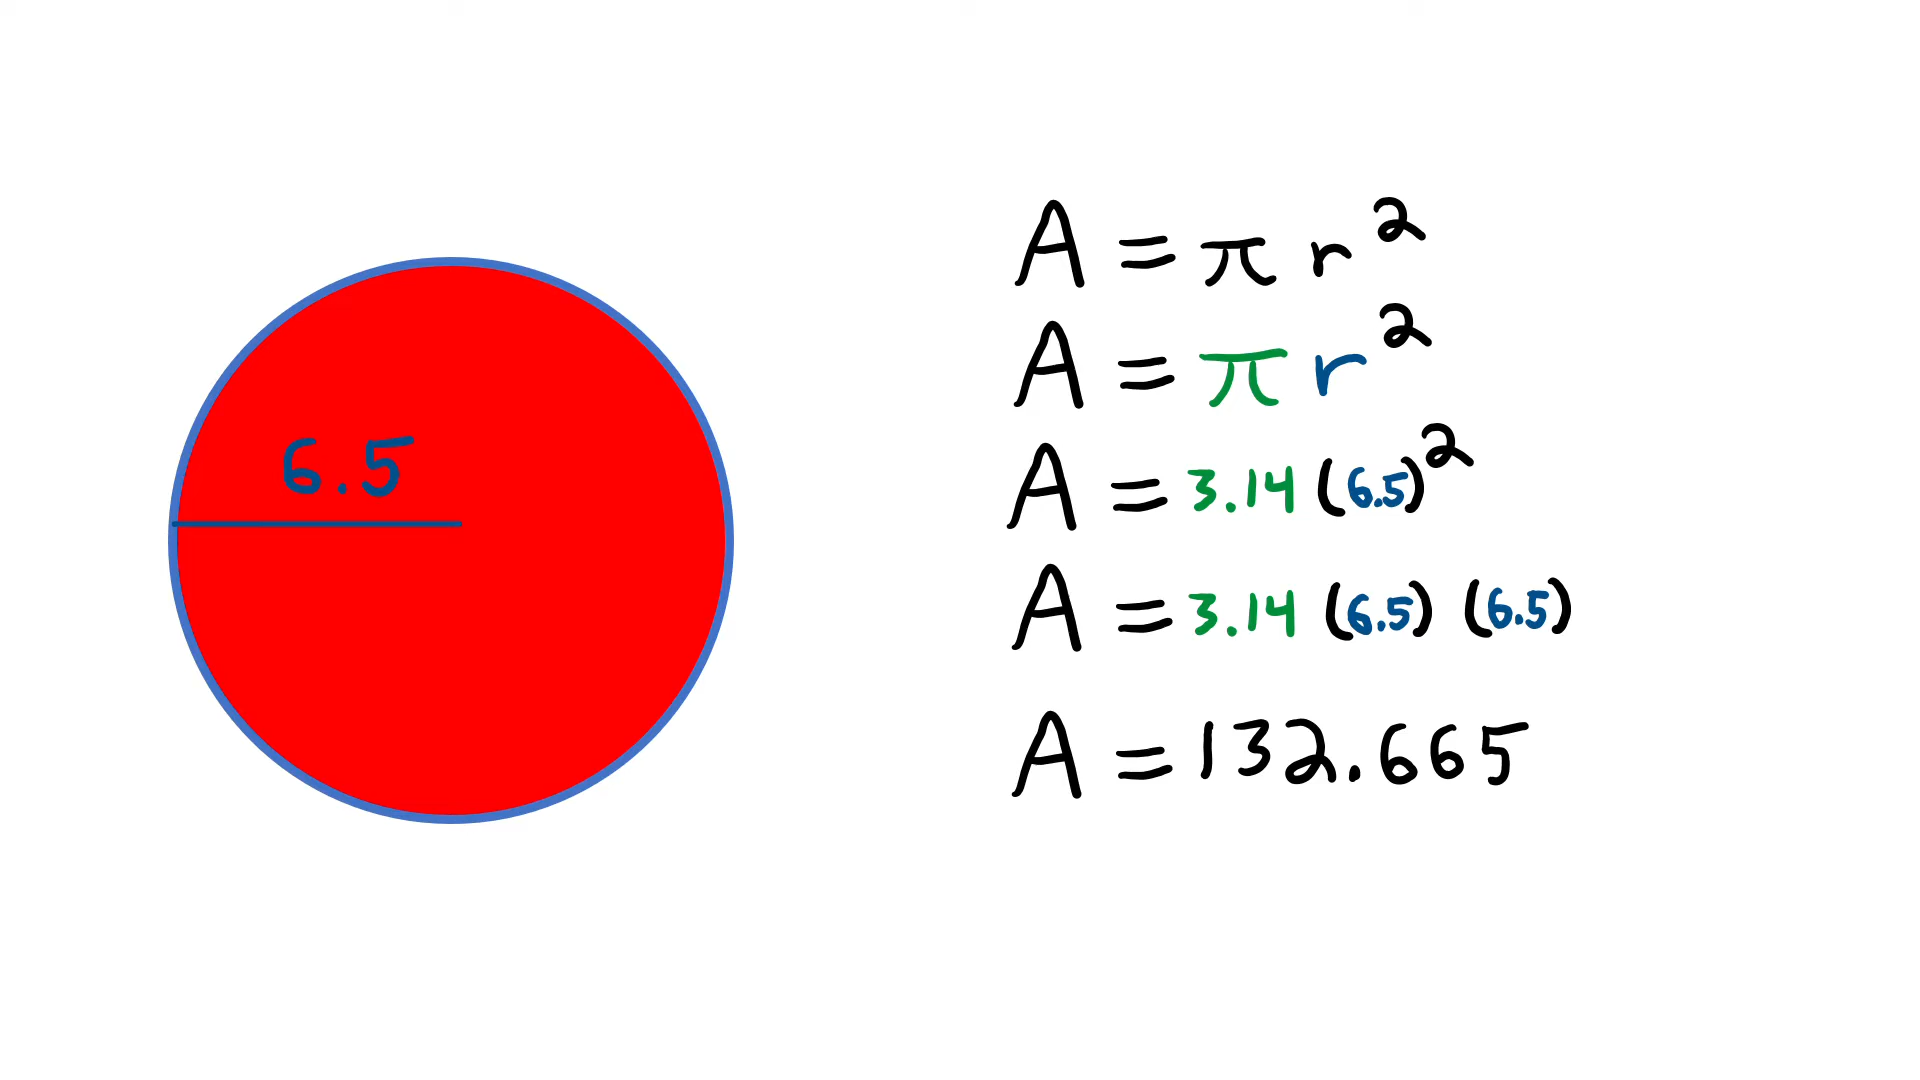 6.5
A = π r²
A = π r²
A = 3.14 (6.5)²
A = 3.14 (6.5) (6.5)
A = 132.665